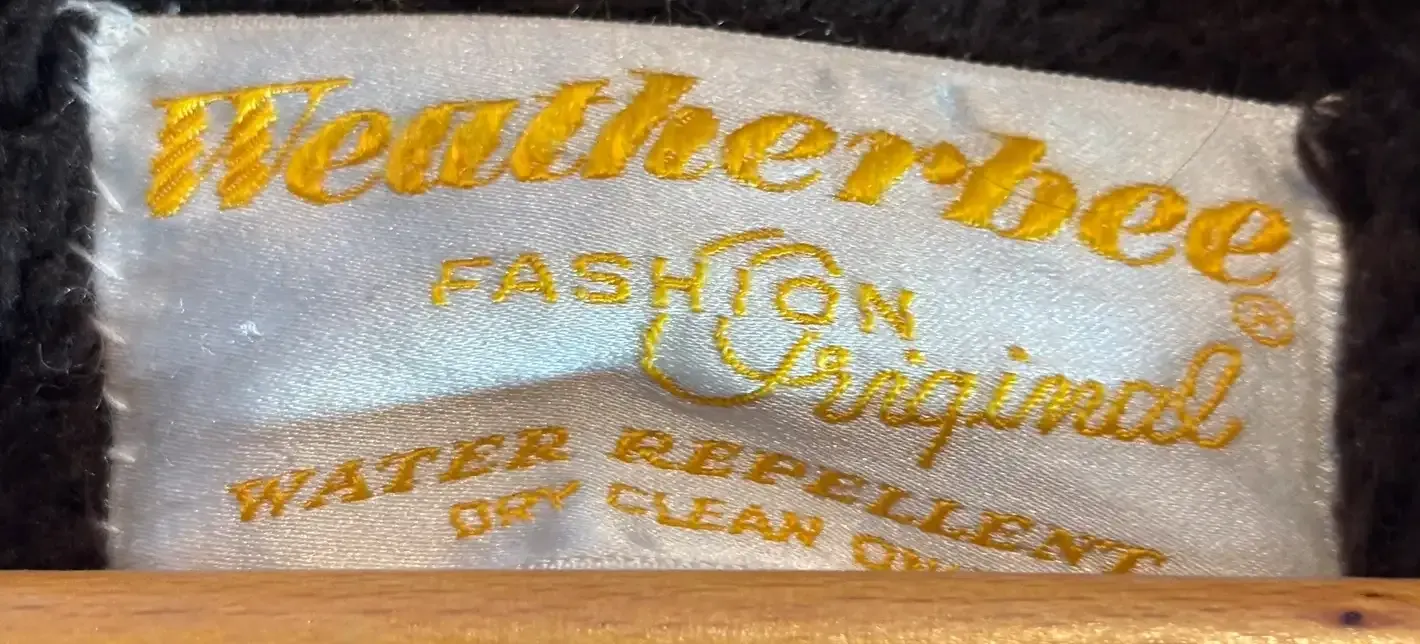 Weatherbee®
FASHION
Original
WATER REPELLENT
DRY CLEAN